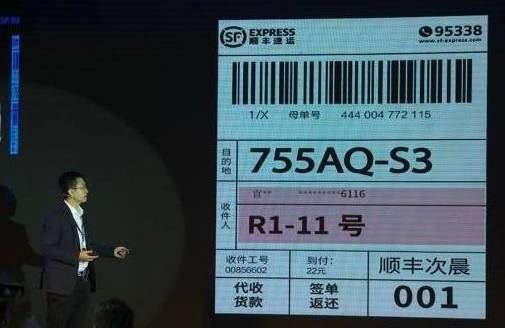 SF EXPRESS
顺丰速运
95338
www.sf-express.com
1/X 母单号 444 004 772 115
目的地
755AQ-S3
收件人
官** *********6116
R1-11 号
收件工号
00856602
到付:
22元
顺丰次晨
代收
货款
签单
返还
001